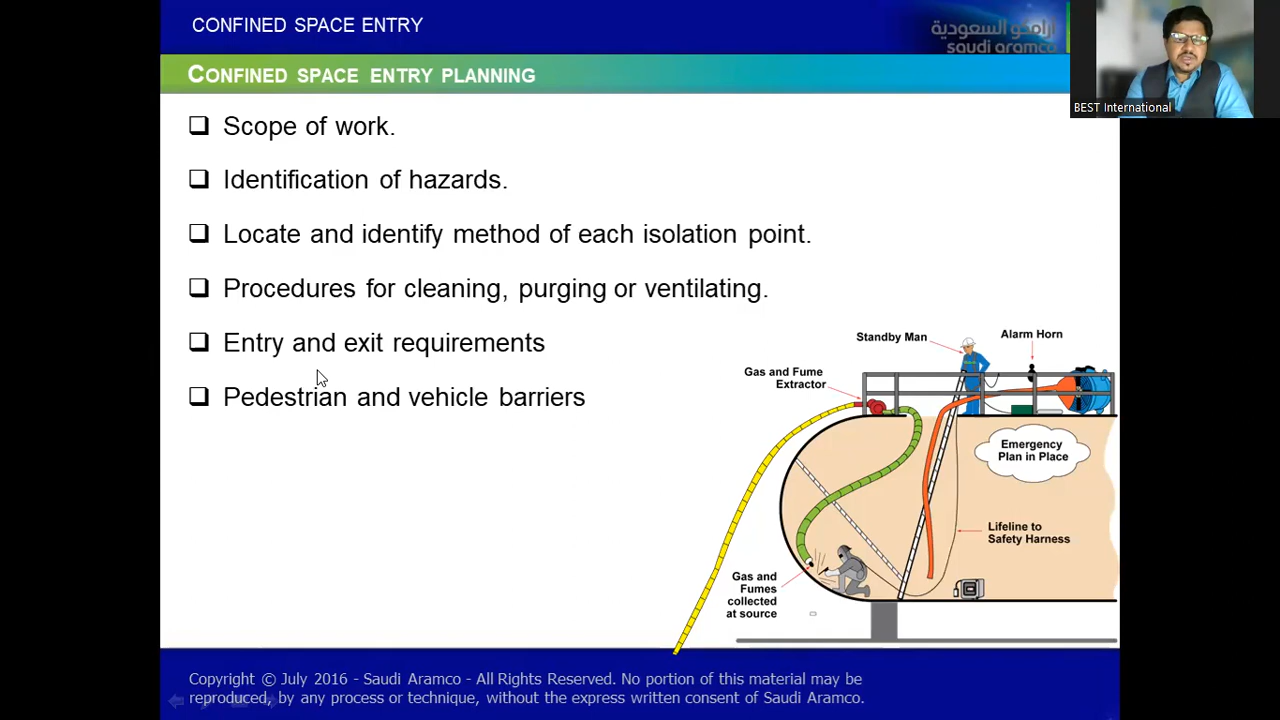 CONFINED SPACE ENTRY
أرامكو السعودية
saudi aramco
BEST International
CONFINED SPACE ENTRY PLANNING
Scope of work.
Identification of hazards.
Locate and identify method of each isolation point.
Procedures for cleaning, purging or ventilating.
Entry and exit requirements
Pedestrian and vehicle barriers
Standby Man
Alarm Horn
Gas and Fume
Extractor
Emergency
Plan in Place
Lifeline to
Safety Harness
Gas and
Fumes
collected
at source
Copyright © July 2016 - Saudi Aramco - All Rights Reserved. No portion of this material may be
reproduced, by any process or technique, without the express written consent of Saudi Aramco.